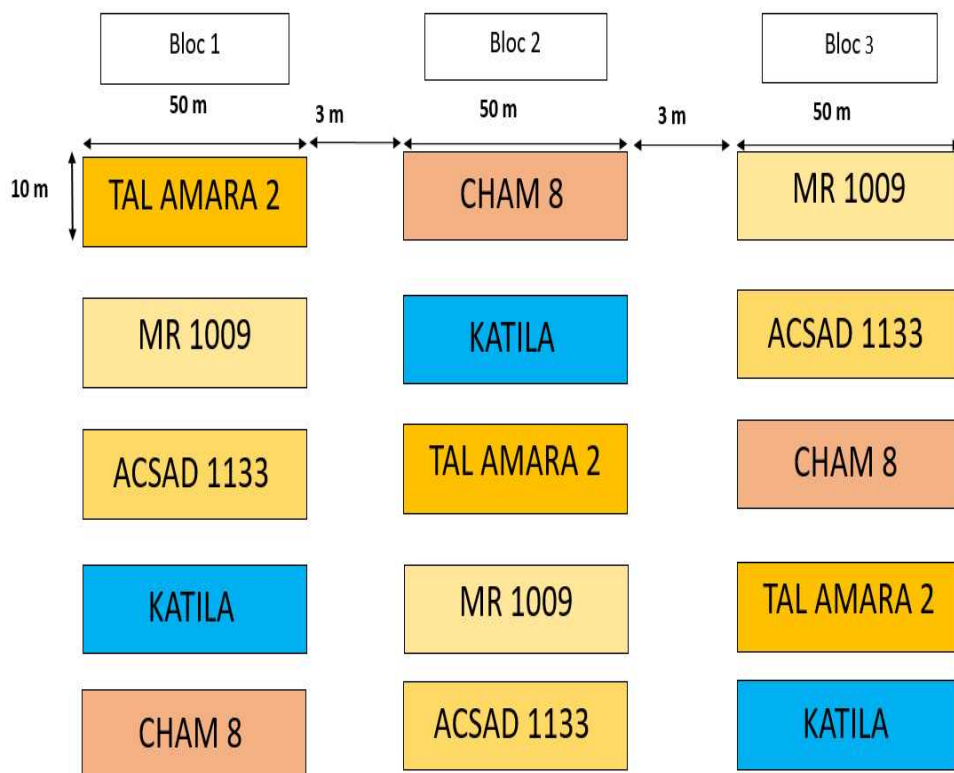 Bloc 1
Bloc 2
Bloc 3
50 m
3 m
50 m
3 m
50 m
10 m
TAL AMARA 2
CHAM 8
MR 1009
MR 1009
KATILA
ACSAD 1133
ACSAD 1133
TAL AMARA 2
CHAM 8
KATILA
MR 1009
TAL AMARA 2
CHAM 8
ACSAD 1133
KATILA